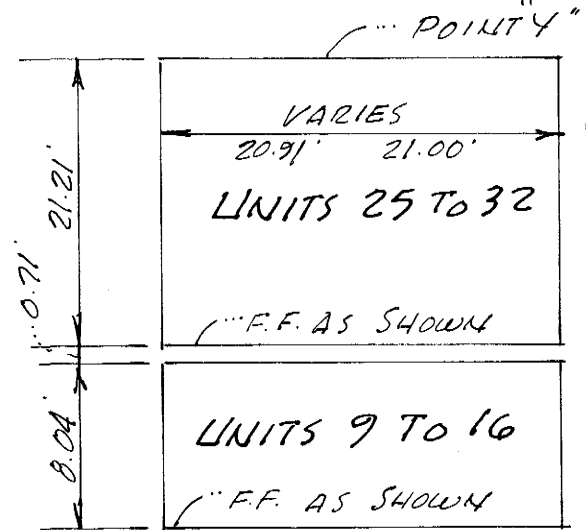 POINT "Y"
VARIES
20.91' 21.00'
21.21'
UNITS 25 TO 32
0.71'
F.F. AS SHOWN
8.04'
UNITS 9 TO 16
F.F. AS SHOWN